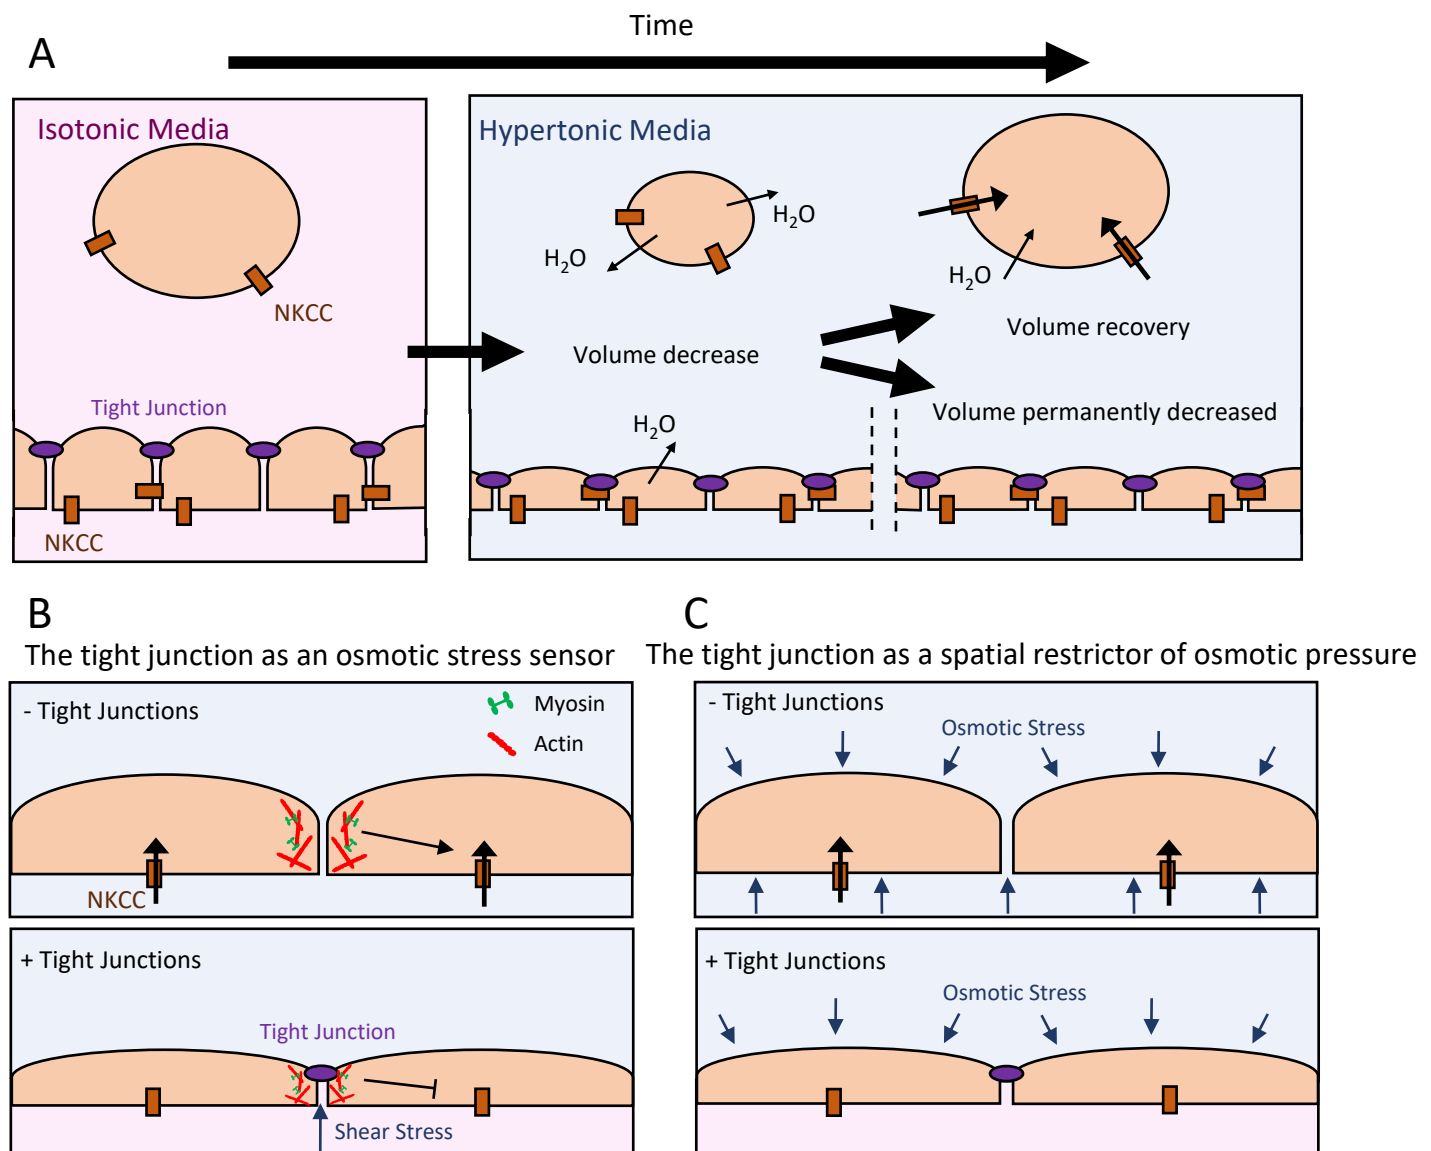 Time
A
Isotonic Media
NKCC
Tight Junction
NKCC
Hypertonic Media
H₂O
H₂O
H₂O
Volume decrease
Volume recovery
Volume permanently decreased
H₂O
B
The tight junction as an osmotic stress sensor
- Tight Junctions
Myosin
Actin
NKCC
+ Tight Junctions
Tight Junction
Shear Stress
C
The tight junction as a spatial restrictor of osmotic pressure
- Tight Junctions
Osmotic Stress
+ Tight Junctions
Osmotic Stress